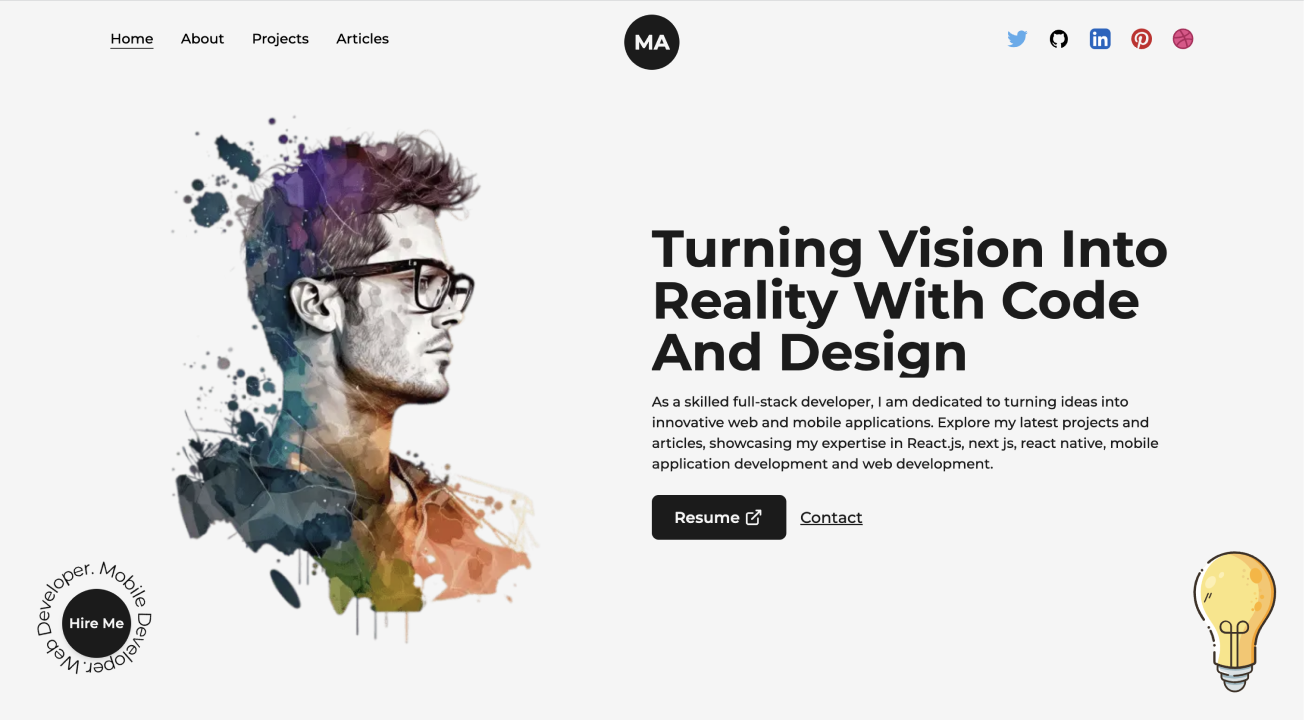 Home About Projects Articles
MA
Turning Vision Into
Reality With Code
And Design
As a skilled full-stack developer, I am dedicated to turning ideas into
innovative web and mobile applications. Explore my latest projects and
articles, showcasing my expertise in React.js, next js, react native, mobile
application development and web development.
Resume Contact
Web Developer. Mobile Developer.
Hire Me